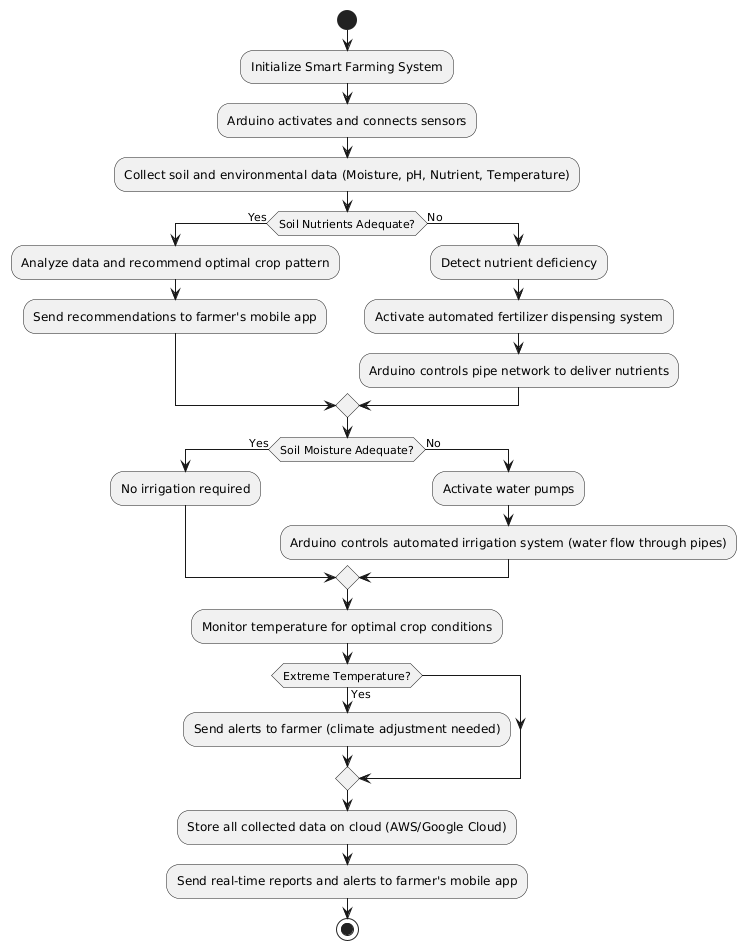 Initialize Smart Farming System
Arduino activates and connects sensors
Collect soil and environmental data (Moisture, pH, Nutrient, Temperature)
Yes
Soil Nutrients Adequate?
No
Analyze data and recommend optimal crop pattern
Detect nutrient deficiency
Send recommendations to farmer's mobile app
Activate automated fertilizer dispensing system
Arduino controls pipe network to deliver nutrients
Yes
Soil Moisture Adequate?
No
No irrigation required
Activate water pumps
Arduino controls automated irrigation system (water flow through pipes)
Monitor temperature for optimal crop conditions
Extreme Temperature?
Yes
Send alerts to farmer (climate adjustment needed)
Store all collected data on cloud (AWS/Google Cloud)
Send real-time reports and alerts to farmer's mobile app